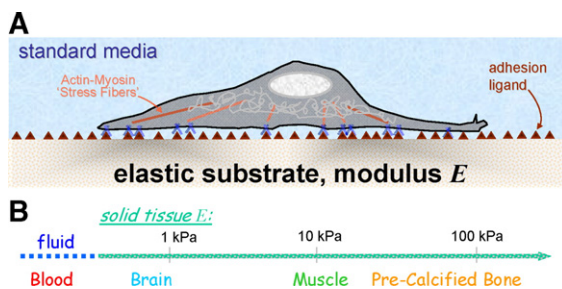 A
standard media
Actin-Myosin
'Stress Fibers'
adhesion
ligand
elastic substrate, modulus E
B
solid tissue E:
fluid
1 kPa
10 kPa
100 kPa
Blood
Brain
Muscle
Pre-Calcified Bone